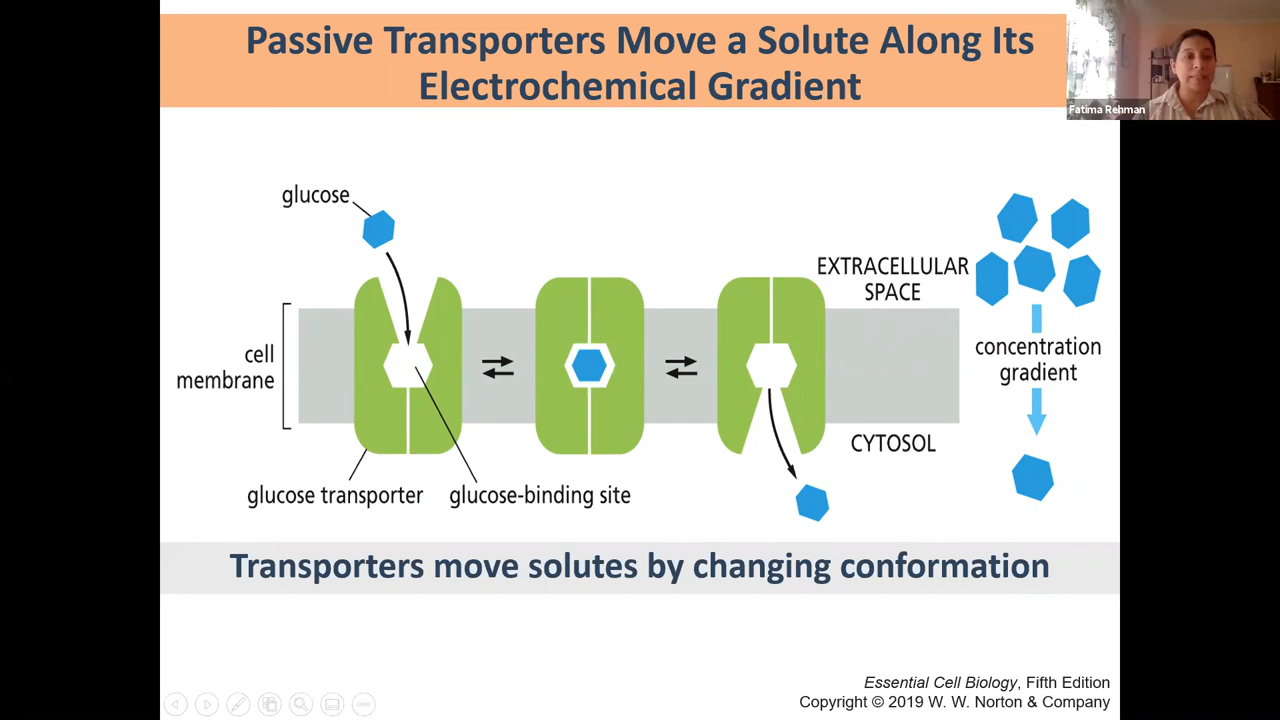 Passive Transporters Move a Solute Along Its
Electrochemical Gradient
Fatima Rehman
glucose
EXTRACELLULAR
SPACE
cell
membrane
concentration
gradient
CYTOSOL
glucose transporter
glucose-binding site
Transporters move solutes by changing conformation
Essential Cell Biology, Fifth Edition
Copyright © 2019 W. W. Norton & Company